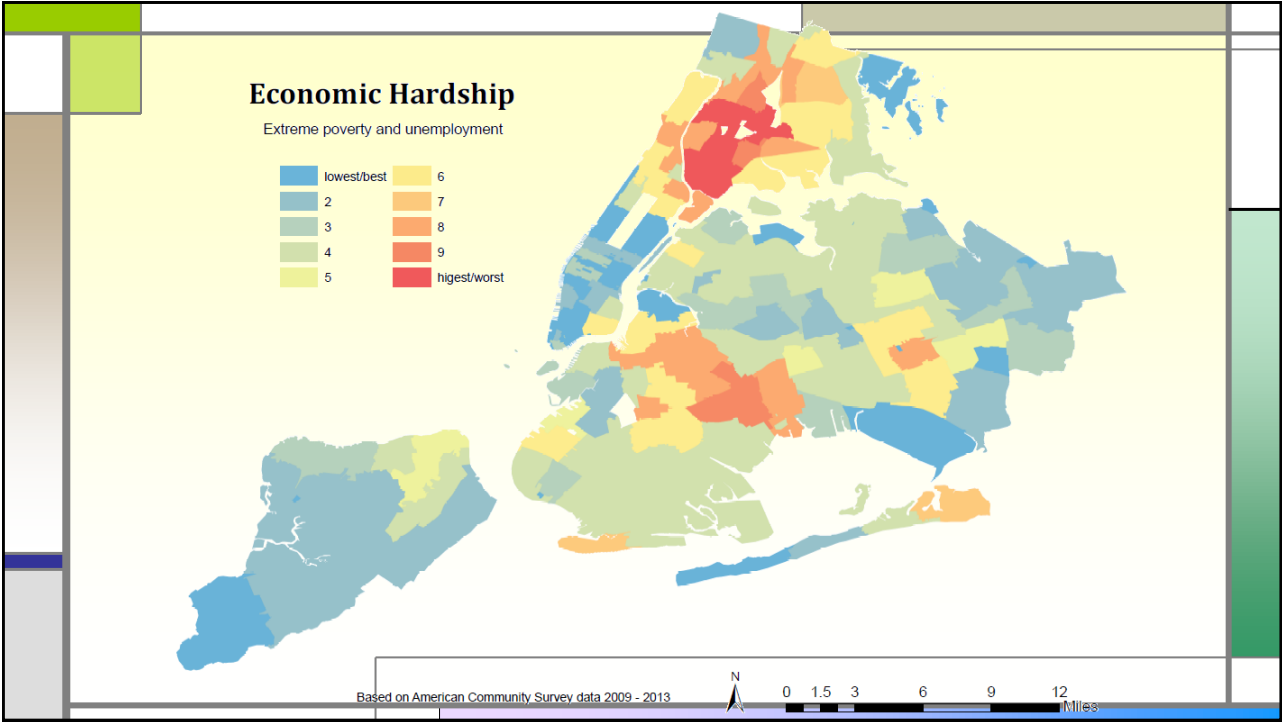 Economic Hardship
Extreme poverty and unemployment
lowest/best
2
3
4
5
6
7
8
9
higest/worst
Based on American Community Survey data 2009 - 2013
N
0 1.5 3 6 9 12
Miles